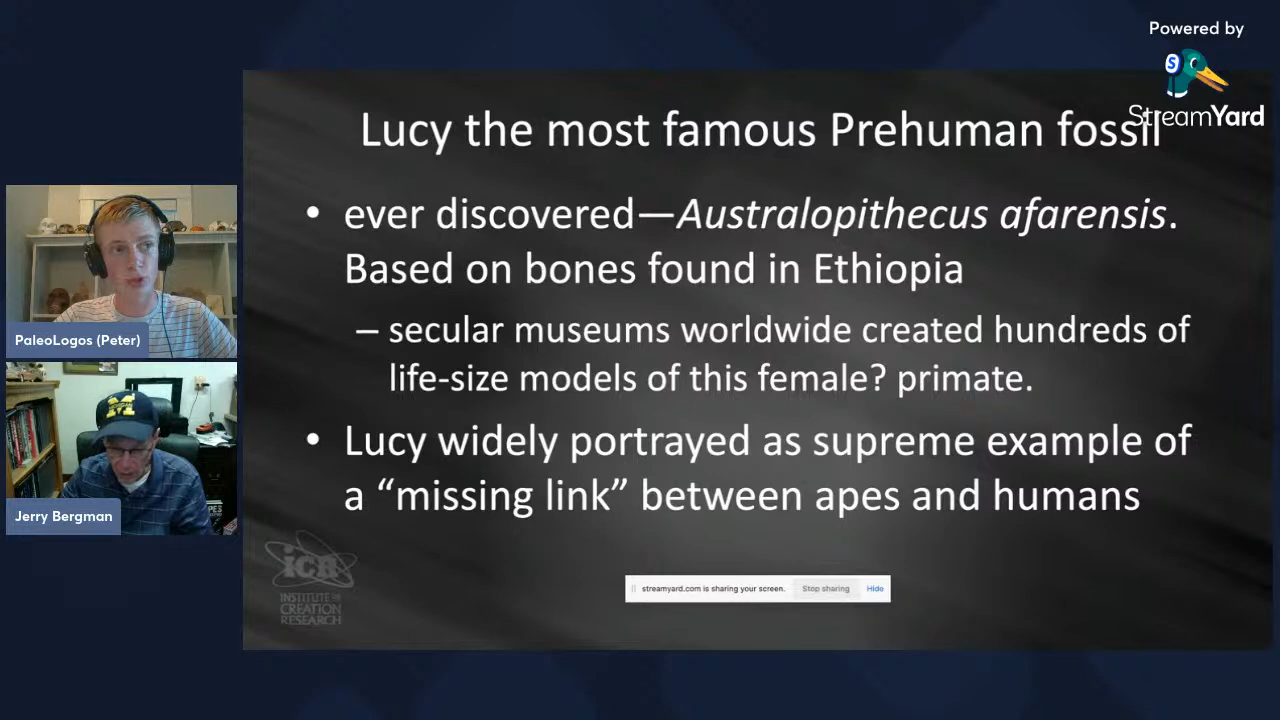 Powered by
StreamYard
Lucy the most famous Prehuman fossil
• ever discovered—Australopithecus afarensis.
Based on bones found in Ethiopia
– secular museums worldwide created hundreds of
life-size models of this female? primate.
• Lucy widely portrayed as supreme example of
a “missing link” between apes and humans
PaleoLogos (Peter)
Jerry Bergman
iCR
INSTITUTE for
CREATION
RESEARCH
streamyard.com is sharing your screen. Stop sharing Hide